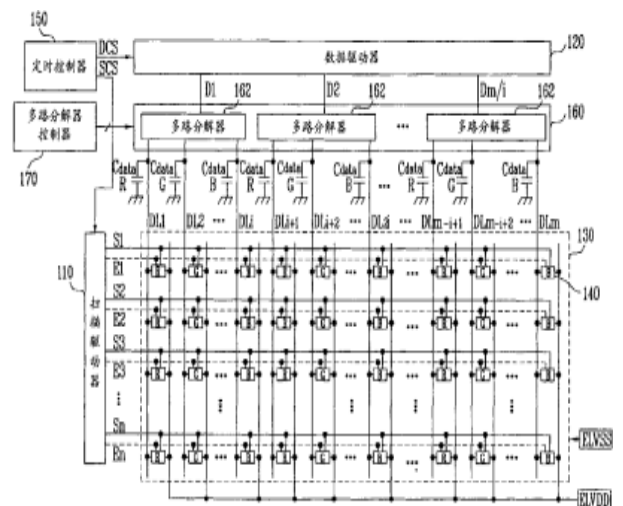 150
DCS
SCS
定时控制器
数据驱动器
120
D1
D2
Dm/i
162
162
162
160
多路分解器
控制器
170
多路分解器
多路分解器
...
多路分解器
Cdata
R
Cdata
G
Cdata
B
Cdata
R
Cdata
G
Cdata
B
...
Cdata
R
Cdata
G
Cdata
B
DL1
DL2
...
DLi
DLi+1
DLi+2
...
DL2i
...
DLm-i+1
DLm-i+2
...
DLm
130
110
扫描驱动器
S1
E1
140
S2
E2
S3
E3
Sn
En
ELVSS
ELVDD